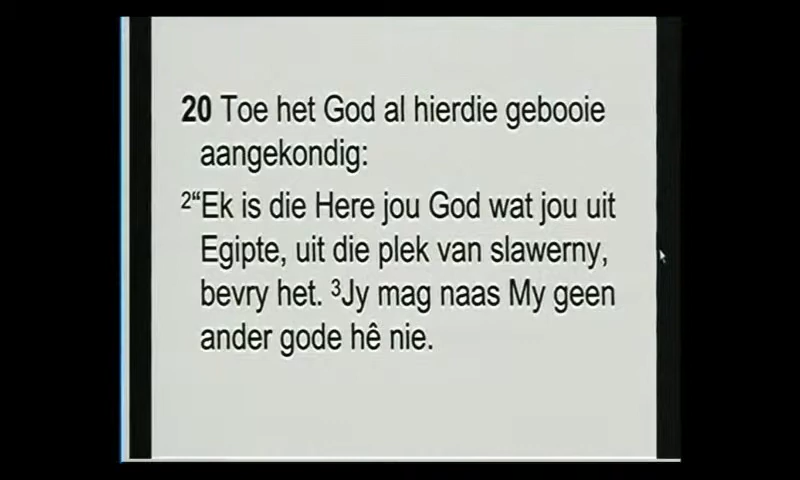 20 Toe het God al hierdie gebooie
aangekondig:
2“Ek is die Here jou God wat jou uit
Egipte, uit die plek van slawerny,
bevry het. 3Jy mag naas My geen
ander gode hê nie.